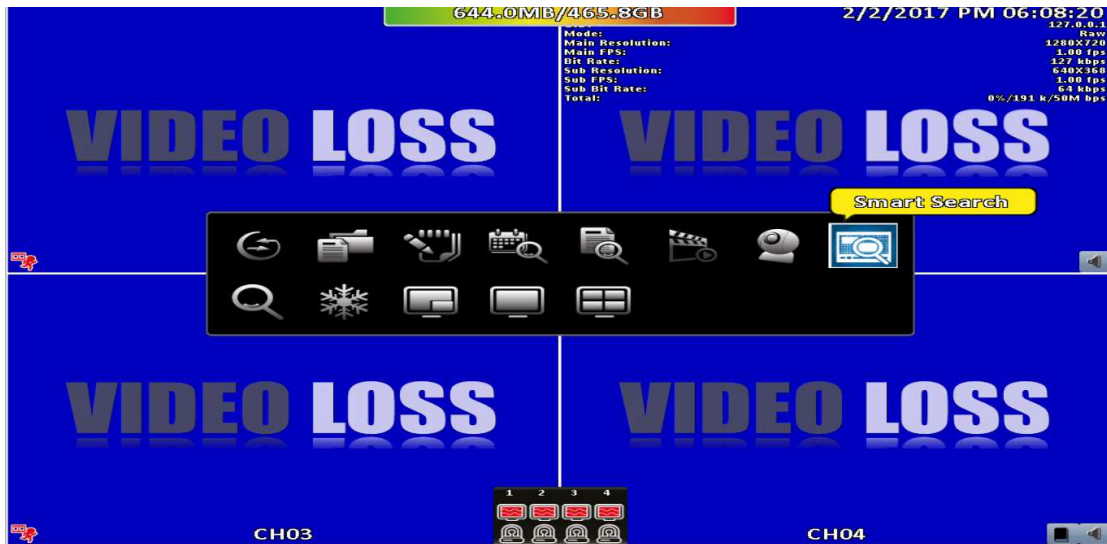 644.0MB/465.8GB
2/2/2017 PM 06:08:20
127.0.0.1
Mode: Raw
Main Resolution: 1280X720
Main FPS: 1.00 fps
Bit Rate: 127 kbps
Sub Resolution: 640X368
Sub FPS: 1.00 fps
Sub Bit Rate: 64 kbps
Total: 0%/191 k/50M bps
VIDEO LOSS
VIDEO LOSS
Smart Search
VIDEO LOSS
VIDEO LOSS
1 2 3 4
CH03
CH04